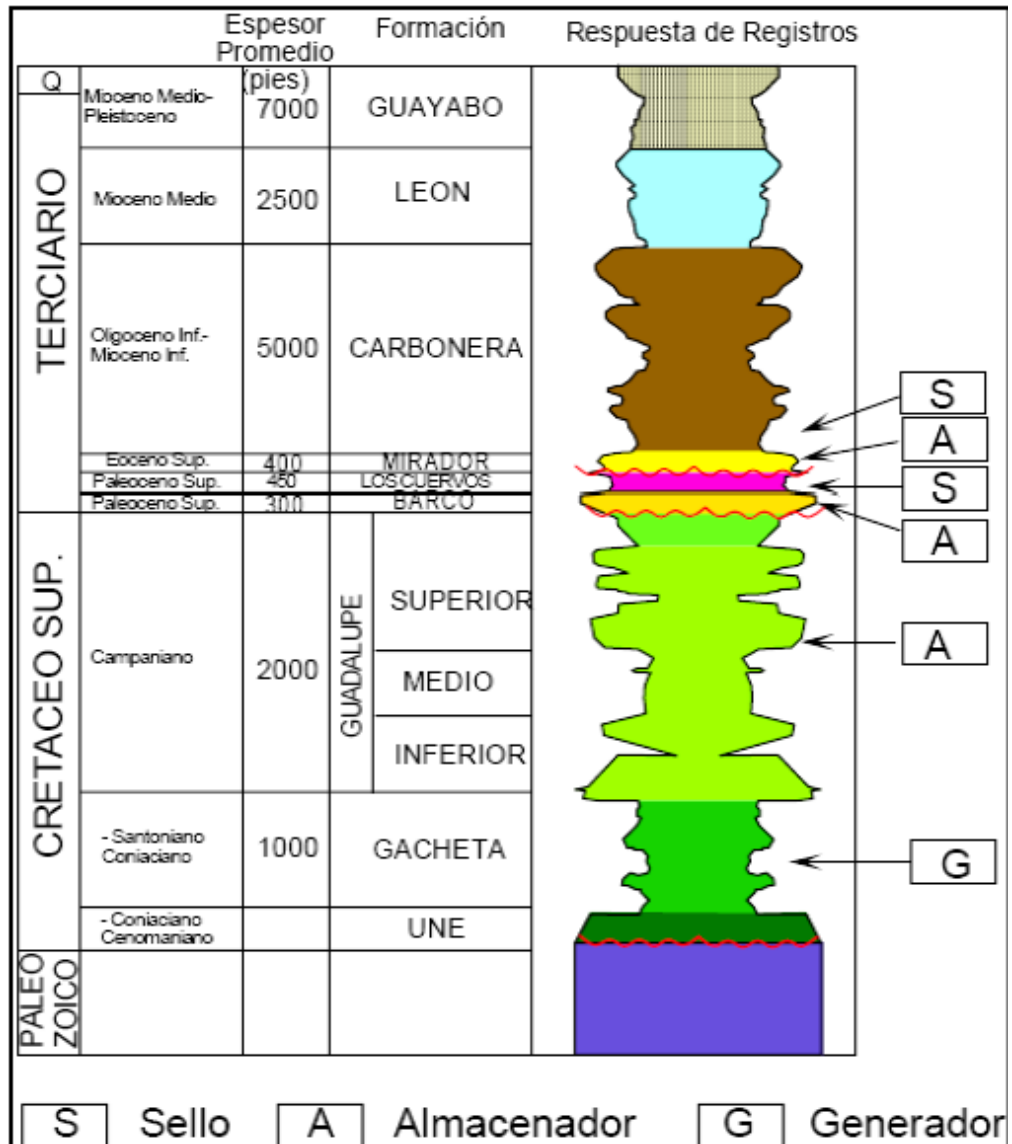 Espesor Promedio (pies) Formación Respuesta de Registros
Q
TERCIARIO
Mioceno Medio-
Pleistoceno 7000 GUAYABO
Mioceno Medio 2500 LEON
Oligoceno Inf.-
Mioceno Inf. 5000 CARBONERA
S
A
Eoceno Sup. 400 MIRADOR
Paleoceno Sup. 450 LOS CUERVOS
S
Paleoceno Sup. 300 BARCO
A
CRETACEO SUP.
Campaniano 2000 GUADALUPE
SUPERIOR
A
MEDIO
INFERIOR
- Santoniano
Coniaciano 1000 GACHETA
G
- Coniaciano
Cenomaniano UNE
PALEO
ZOICO
S Sello A Almacenador G Generador